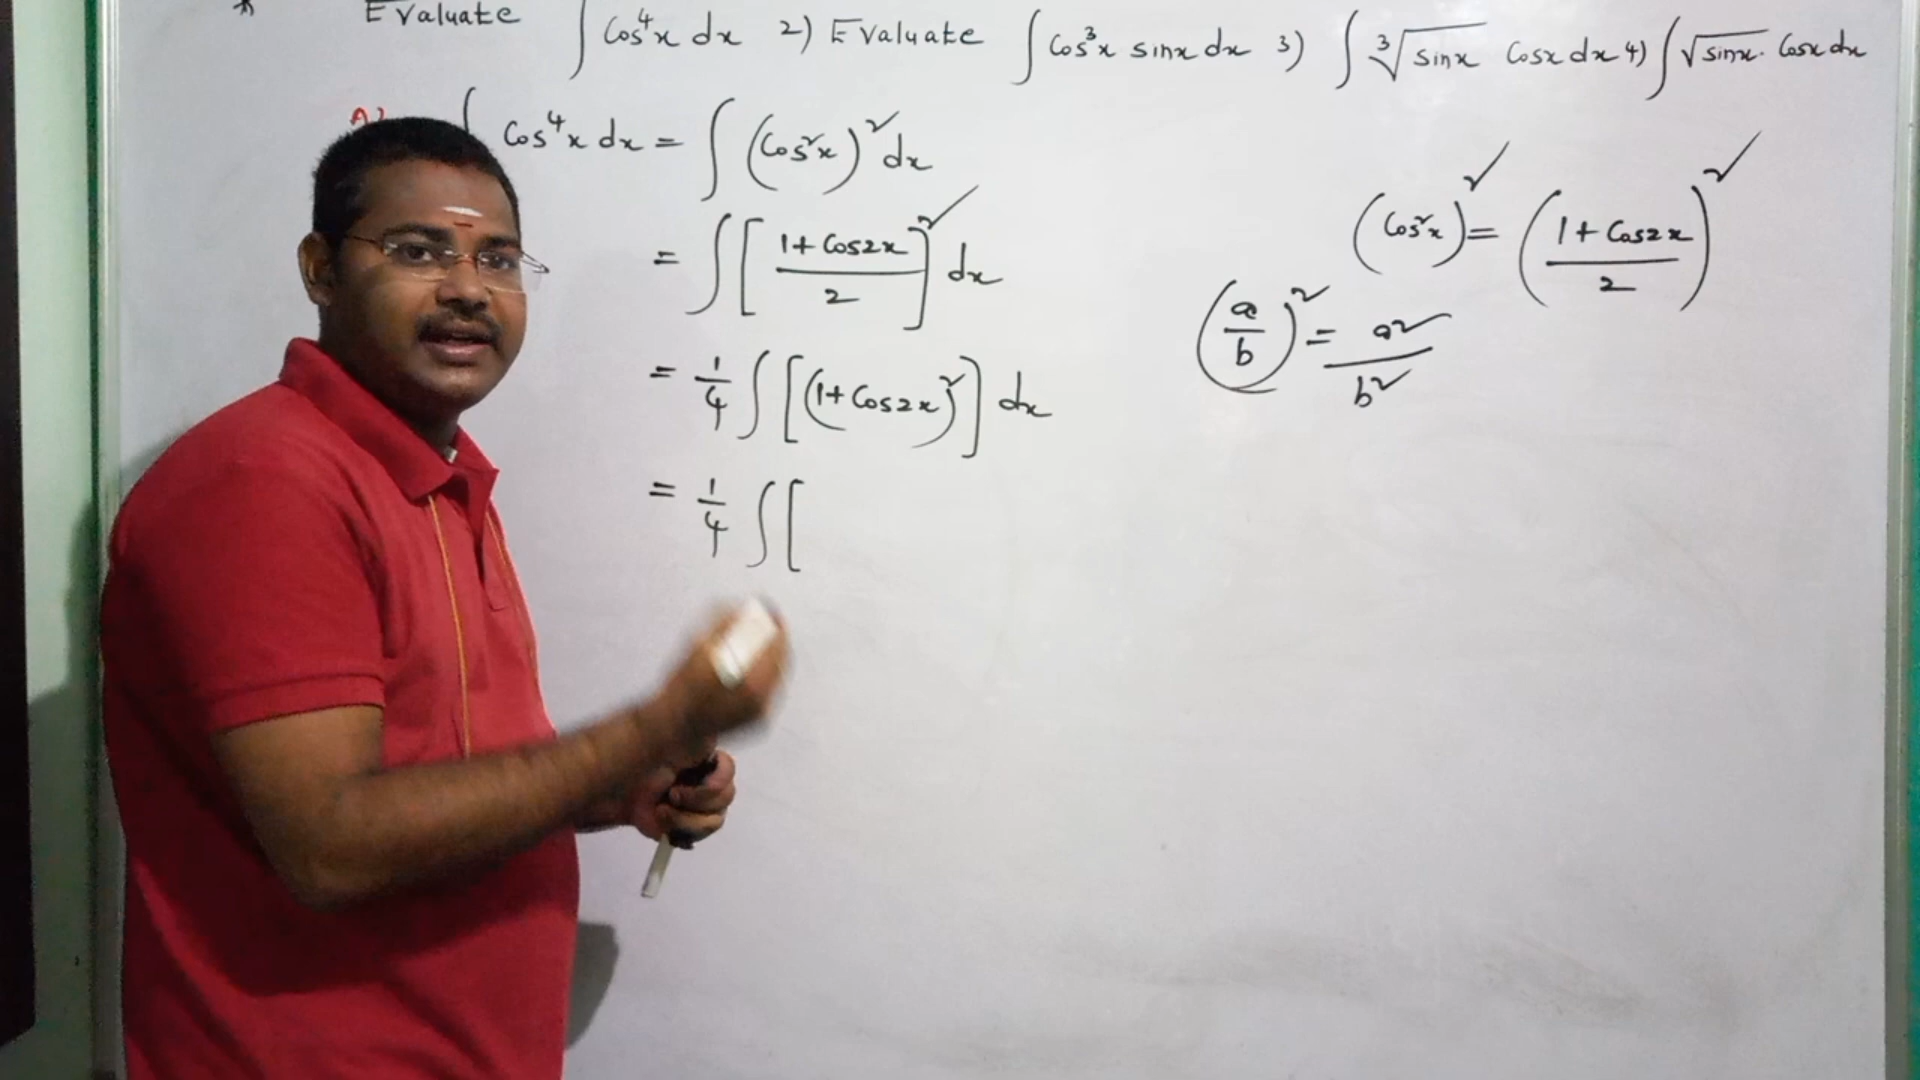 Evaluate ∫ Cos⁴x dx 2) Evaluate ∫ Cos³x sinx dx 3) ∫ ∛sinx Cosx dx 4) ∫ √sinx. Cosx dx
∫ Cos⁴x dx = ∫ (Cos²x)² dx
= ∫ [ (1 + Cos2x) / 2 ]² dx
(Cos²x)² = ( (1 + Cos2x) / 2 )²
(a/b)² = a²/b²
= 1/4 ∫ [(1 + Cos2x)²] dx
= 1/4 ∫ [